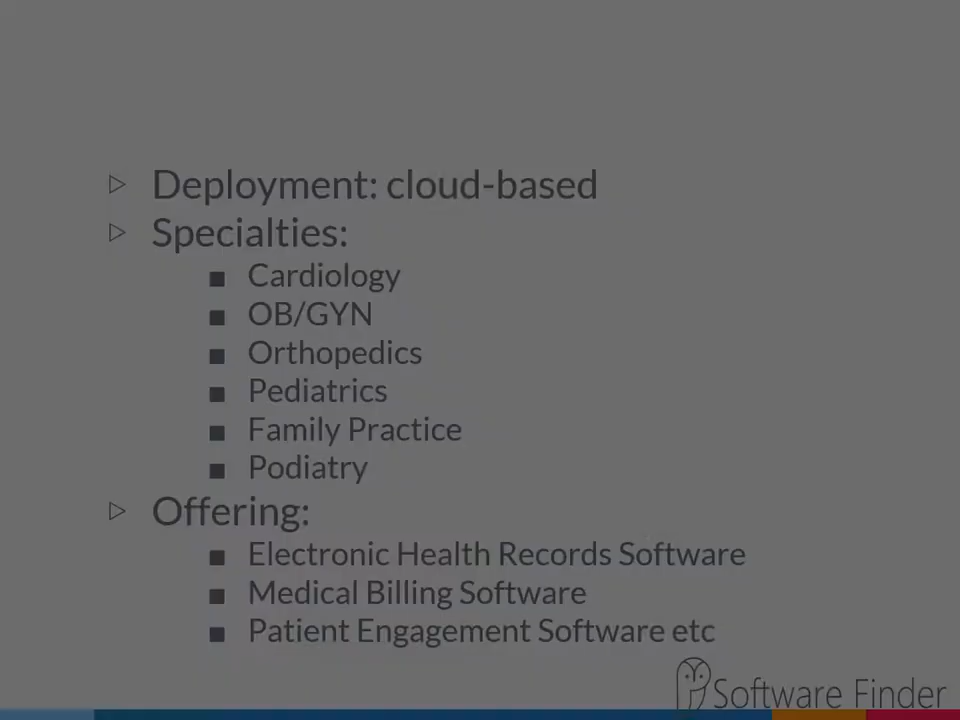 Deployment: cloud-based
Specialties:
Cardiology
OB/GYN
Orthopedics
Pediatrics
Family Practice
Podiatry
Offering:
Electronic Health Records Software
Medical Billing Software
Patient Engagement Software etc
Software Finder